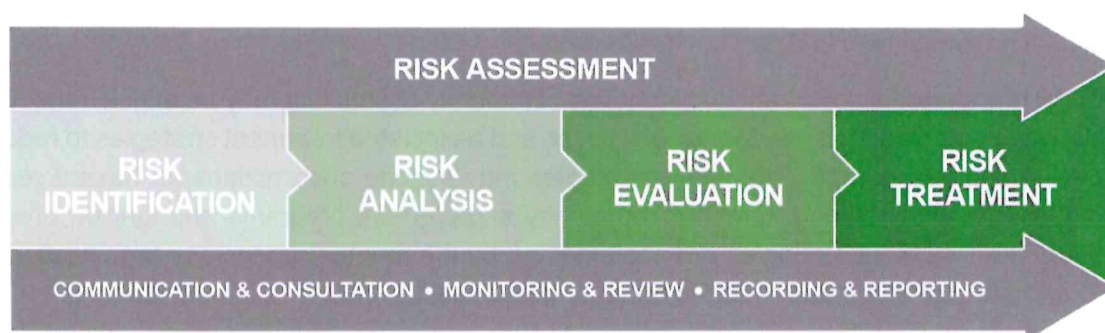 RISK ASSESSMENT
RISK
IDENTIFICATION
RISK
ANALYSIS
RISK
EVALUATION
RISK
TREATMENT
COMMUNICATION & CONSULTATION • MONITORING & REVIEW • RECORDING & REPORTING